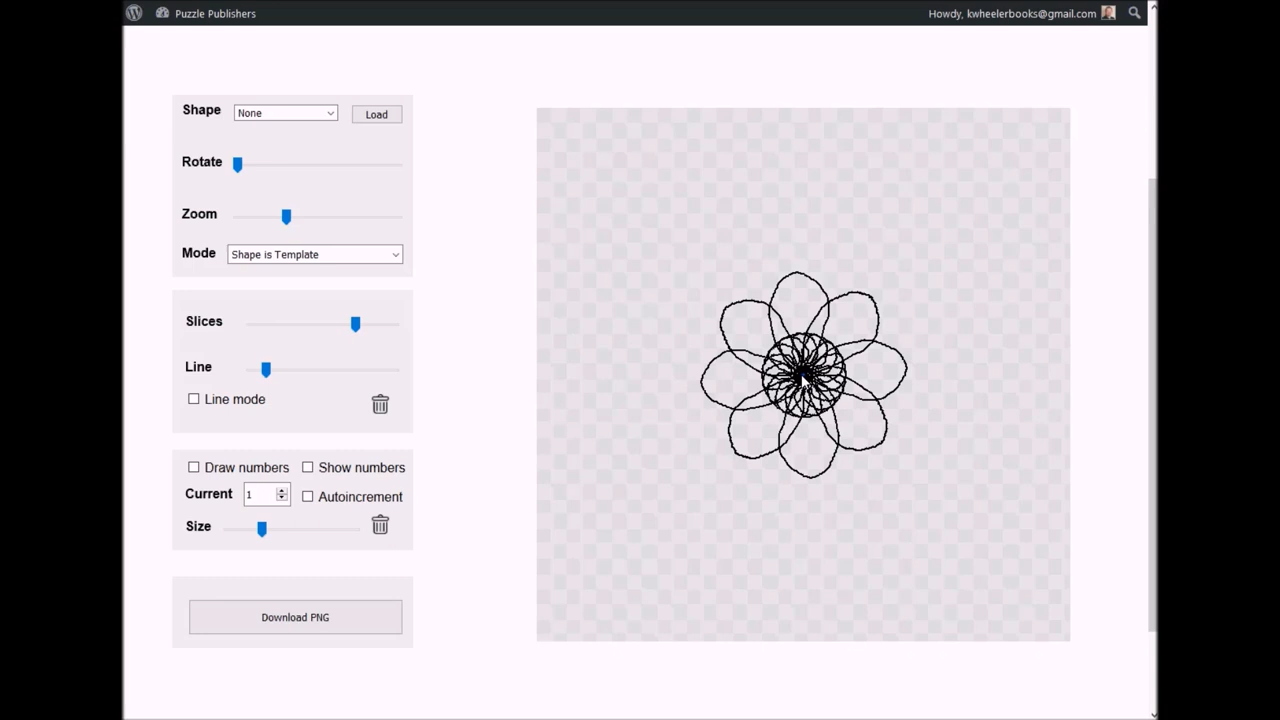 Puzzle Publishers
Howdy, kwheelerbooks@gmail.com
Shape None Load
Rotate
Zoom
Mode Shape is Template
Slices
Line
Line mode
Draw numbers Show numbers
Current 1 Autoincrement
Size
Download PNG